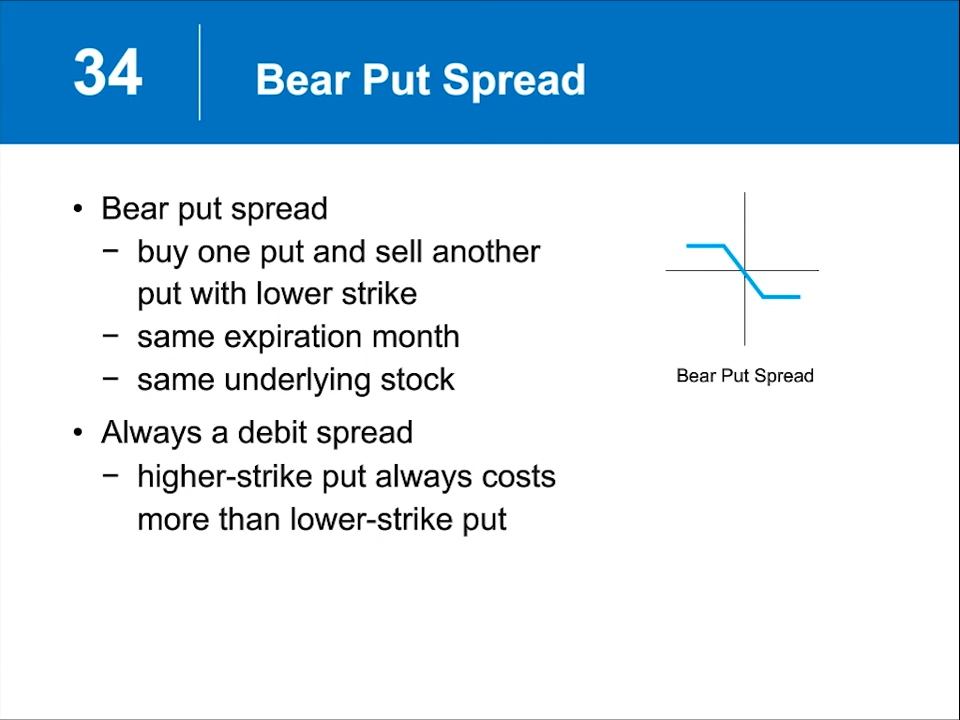 34
Bear Put Spread
• Bear put spread
− buy one put and sell another
put with lower strike
− same expiration month
− same underlying stock
• Always a debit spread
− higher-strike put always costs
more than lower-strike put
Bear Put Spread